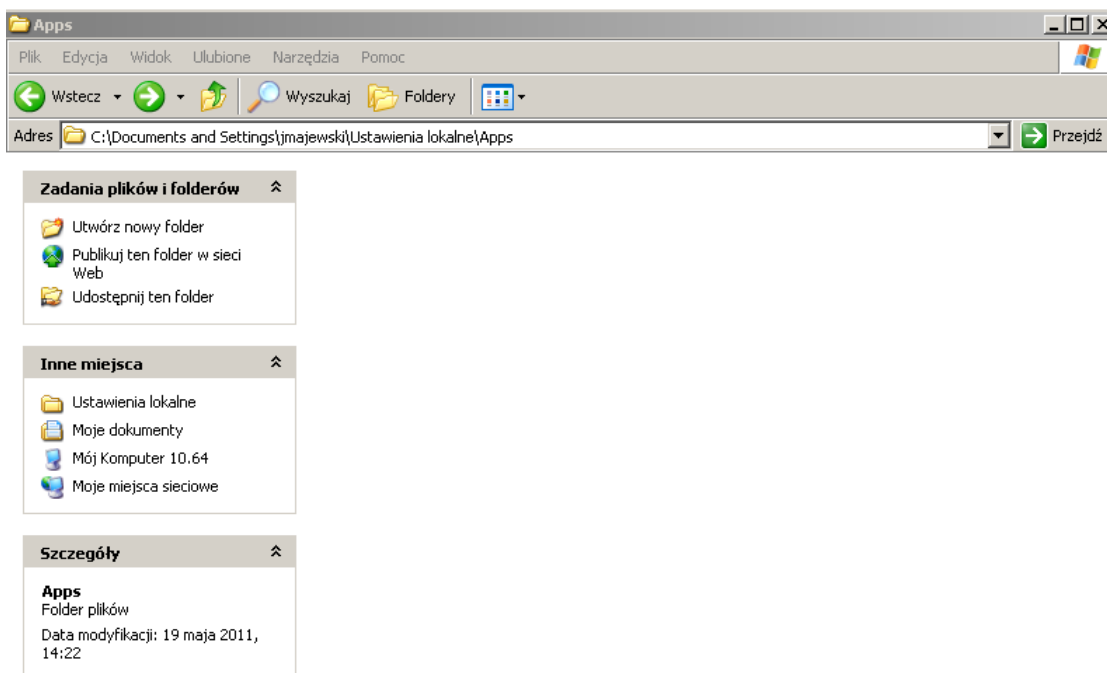 Apps
Plik Edycja Widok Ulubione Narzędzia Pomoc
Wstecz Wyszukaj Foldery
Adres C:\Documents and Settings\jmajewski\Ustawienia lokalne\Apps Przejdź
Zadania plików i folderów
Utwórz nowy folder
Publikuj ten folder w sieci
Web
Udostępnij ten folder
Inne miejsca
Ustawienia lokalne
Moje dokumenty
Mój Komputer 10.64
Moje miejsca sieciowe
Szczegóły
Apps
Folder plików
Data modyfikacji: 19 maja 2011,
14:22